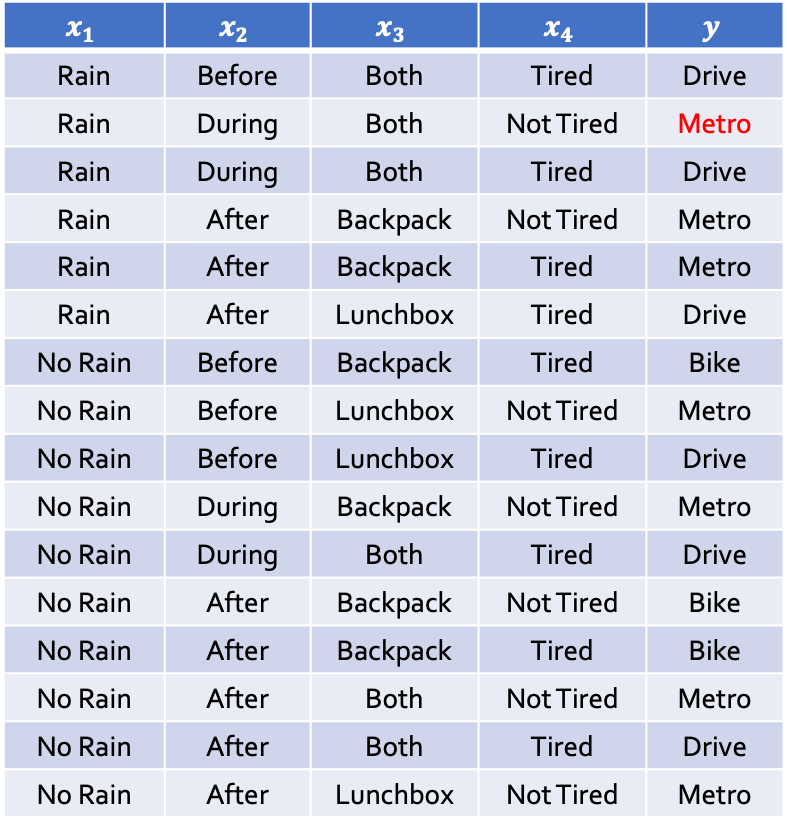 x₁ x₂ x₃ x₄ y
Rain Before Both Tired Drive
Rain During Both Not Tired Metro
Rain During Both Tired Drive
Rain After Backpack Not Tired Metro
Rain After Backpack Tired Metro
Rain After Lunchbox Tired Drive
No Rain Before Backpack Tired Bike
No Rain Before Lunchbox Not Tired Metro
No Rain Before Lunchbox Tired Drive
No Rain During Backpack Not Tired Metro
No Rain During Both Tired Drive
No Rain After Backpack Not Tired Bike
No Rain After Backpack Tired Bike
No Rain After Both Not Tired Metro
No Rain After Both Tired Drive
No Rain After Lunchbox Not Tired Metro